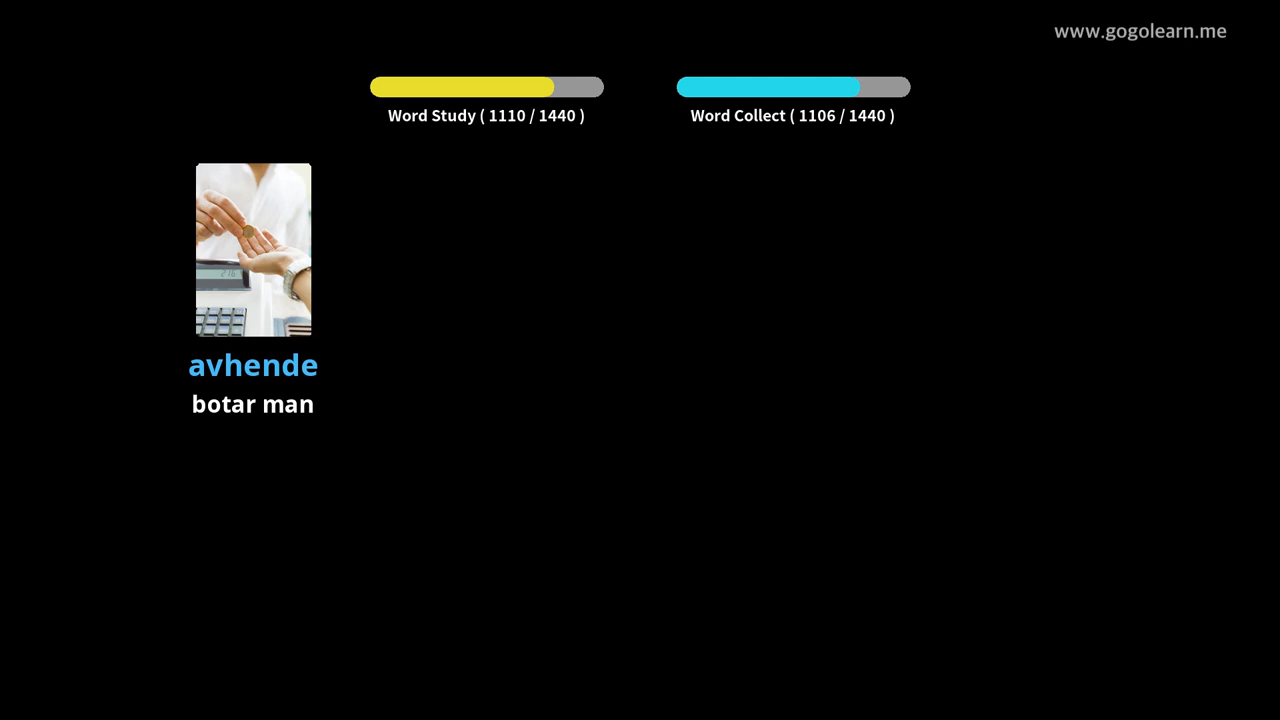 www.gogolearn.me
Word Study ( 1110 / 1440 )
Word Collect ( 1106 / 1440 )
avhende
botar man